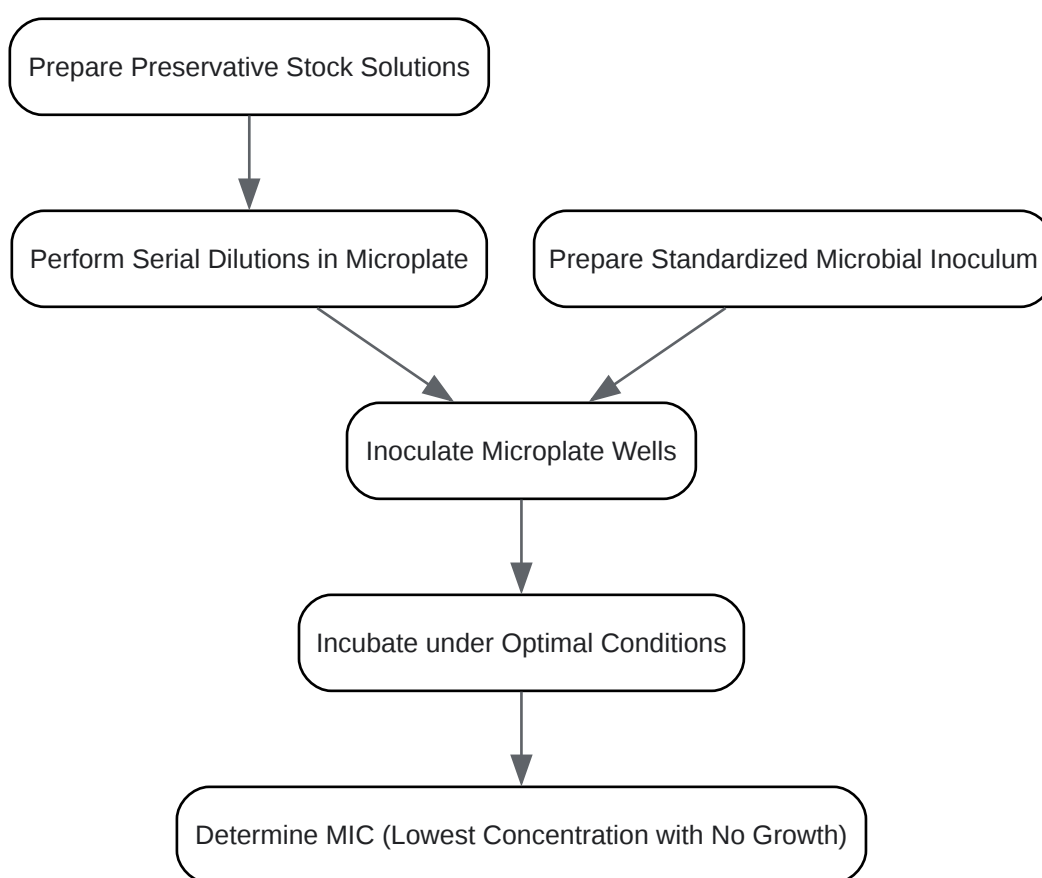 Prepare Preservative Stock Solutions
Perform Serial Dilutions in Microplate
Prepare Standardized Microbial Inoculum
Inoculate Microplate Wells
Incubate under Optimal Conditions
Determine MIC (Lowest Concentration with No Growth)